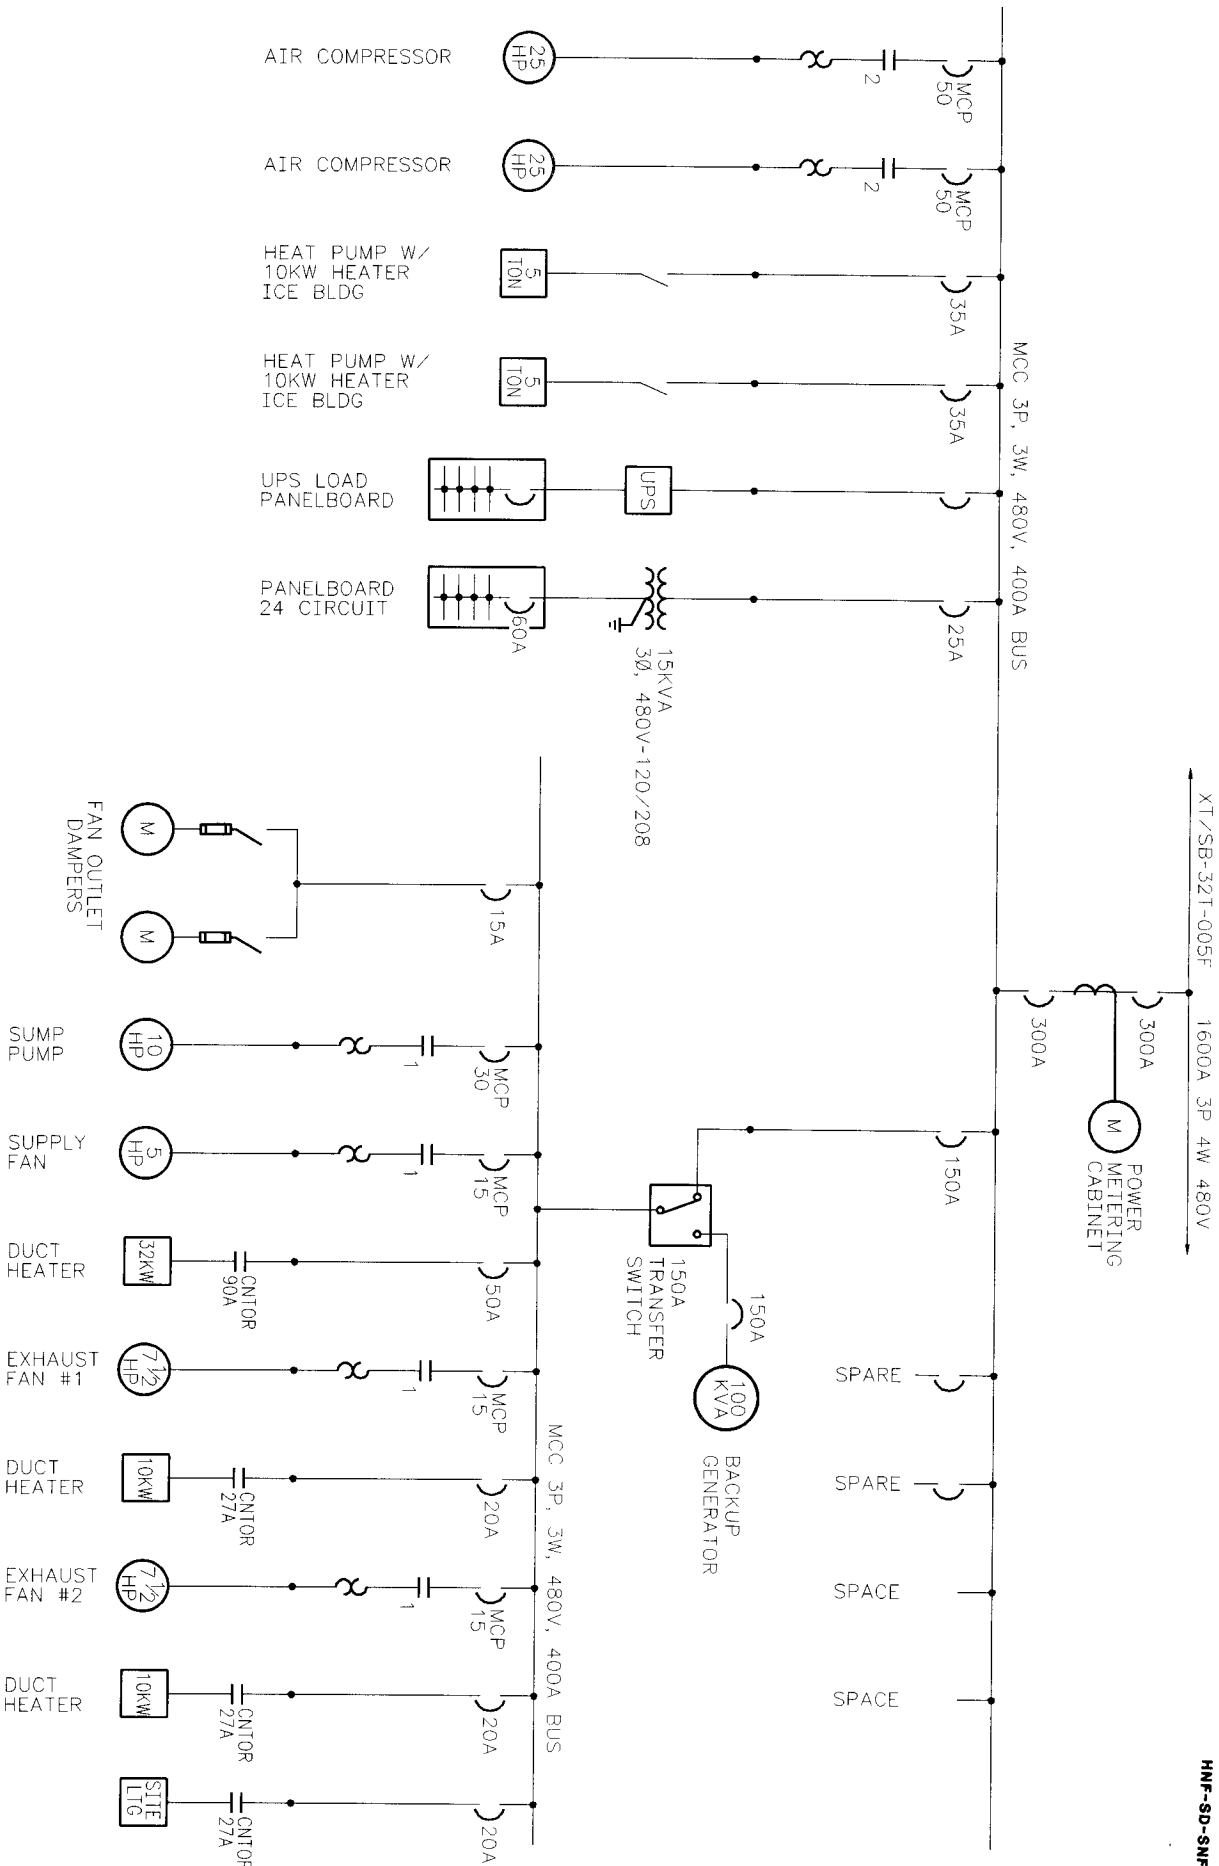 AIR COMPRESSOR
25
HP
2
MCP
50
AIR COMPRESSOR
25
HP
2
MCP
50
HEAT PUMP W/
10KW HEATER
ICE BLDG
5
TON
35A
HEAT PUMP W/
10KW HEATER
ICE BLDG
5
TON
35A
MCC 3P, 3W, 480V, 400A BUS
UPS LOAD
PANELBOARD
UPS
PANELBOARD
24 CIRCUIT
60A
15KVA
3Ø, 480V-120/208
25A
XT/SB-32T-005F 1600A 3P 4W 480V
300A
300A
M
POWER
METERING
CABINET
150A
150A
TRANSFER
SWITCH
150A
100
KVA
BACKUP
GENERATOR
SPARE
SPARE
SPACE
SPACE
M
M
FAN OUTLET
DAMPERS
15A
SUMP
PUMP
10
HP
1
MCP
30
SUPPLY
FAN
5
HP
1
MCP
15
DUCT
HEATER
32KW
CNTOR
90A
50A
EXHAUST
FAN #1
7 1/2
HP
1
MCP
15
MCC 3P, 3W, 480V, 400A BUS
DUCT
HEATER
10KW
CNTOR
27A
20A
EXHAUST
FAN #2
7 1/2
HP
1
MCP
15
DUCT
HEATER
10KW
CNTOR
27A
20A
SITE
LTG
CNTOR
27A
20A
HNF-SD-SNF